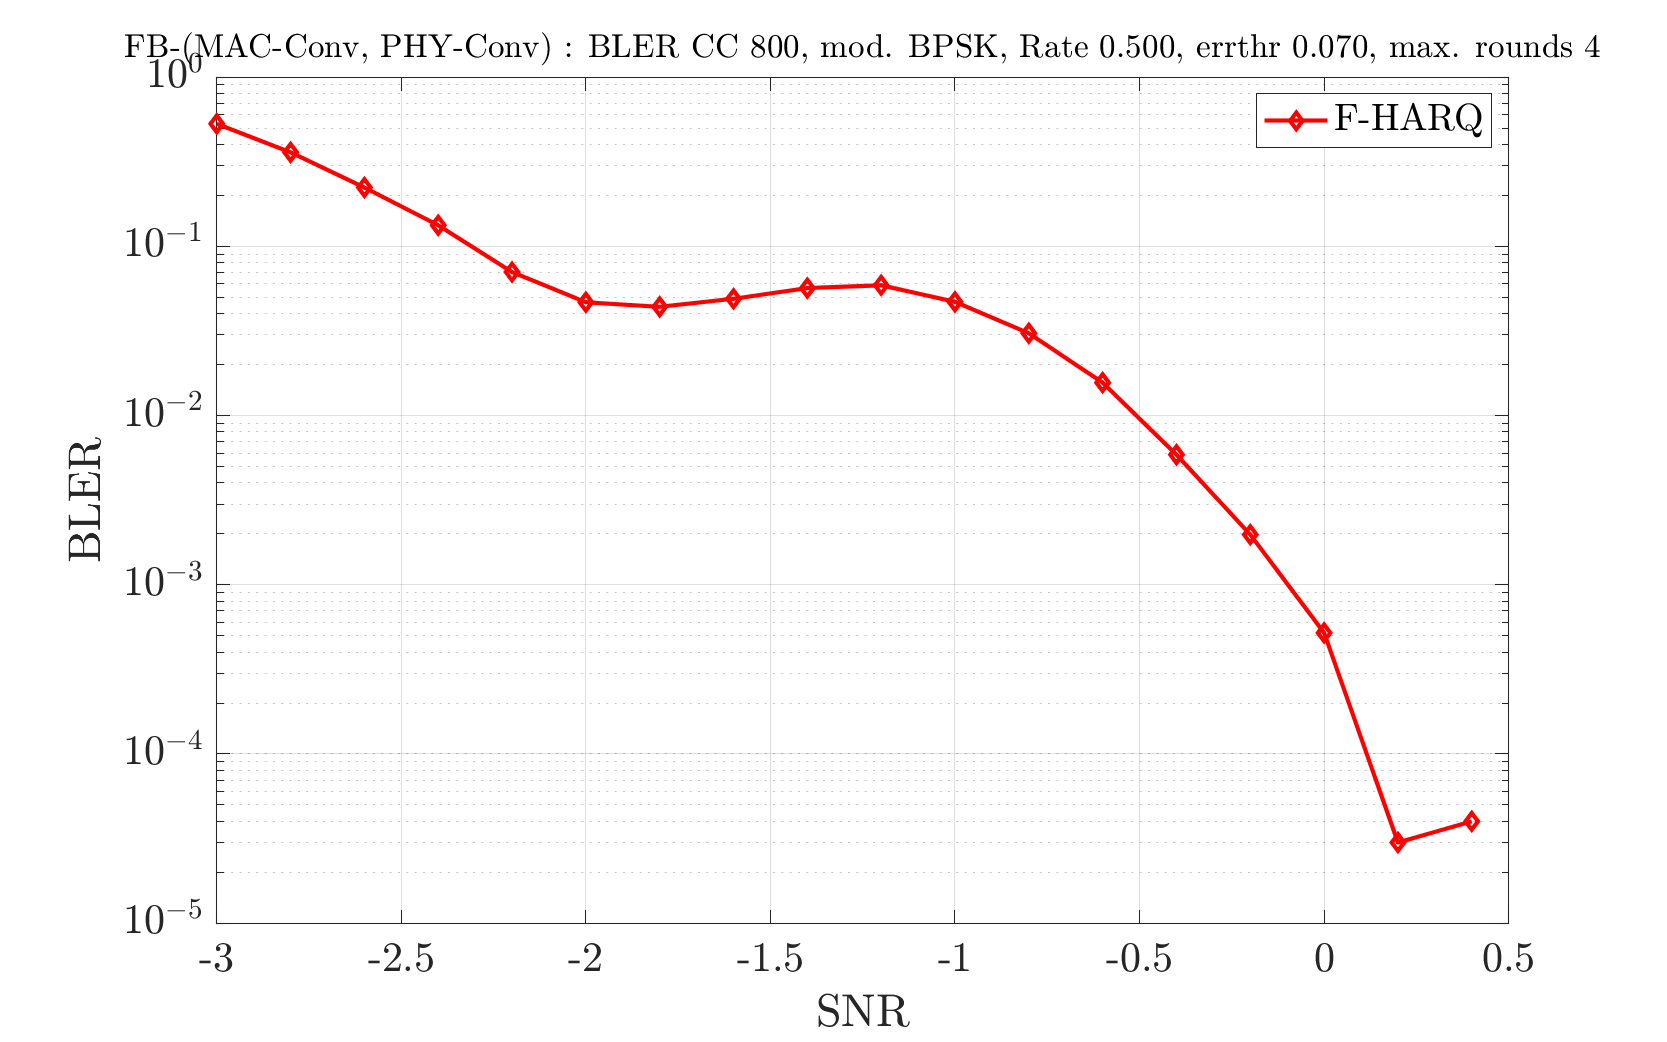 FB-(MAC-Conv, PHY-Conv) : BLER CC 800, mod. BPSK, Rate 0.500, errthr 0.070, max. rounds 4
F-HARQ
10⁰
10⁻¹
10⁻²
10⁻³
10⁻⁴
10⁻⁵
BLER
-3 -2.5 -2 -1.5 -1 -0.5 0 0.5
SNR